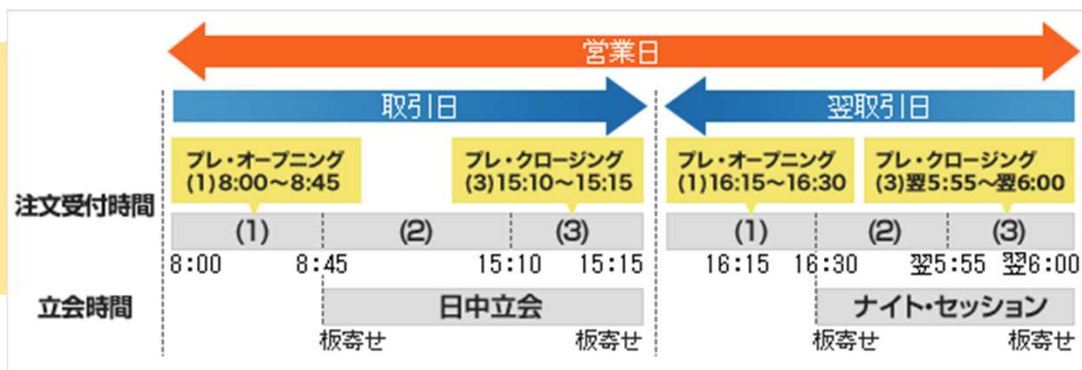 営業日
取引日
翌取引日
プレ・オープニング
(1)8:00～8:45
プレ・クロージング
(3)15:10～15:15
プレ・オープニング
(1)16:15～16:30
プレ・クロージング
(3)翌5:55～翌6:00
注文受付時間
(1)
(2)
(3)
(1)
(2)
(3)
8:00 8:45 15:10 15:15 16:15 16:30 翌5:55 翌6:00
立会時間
日中立会
ナイト・セッション
板寄せ 板寄せ 板寄せ 板寄せ